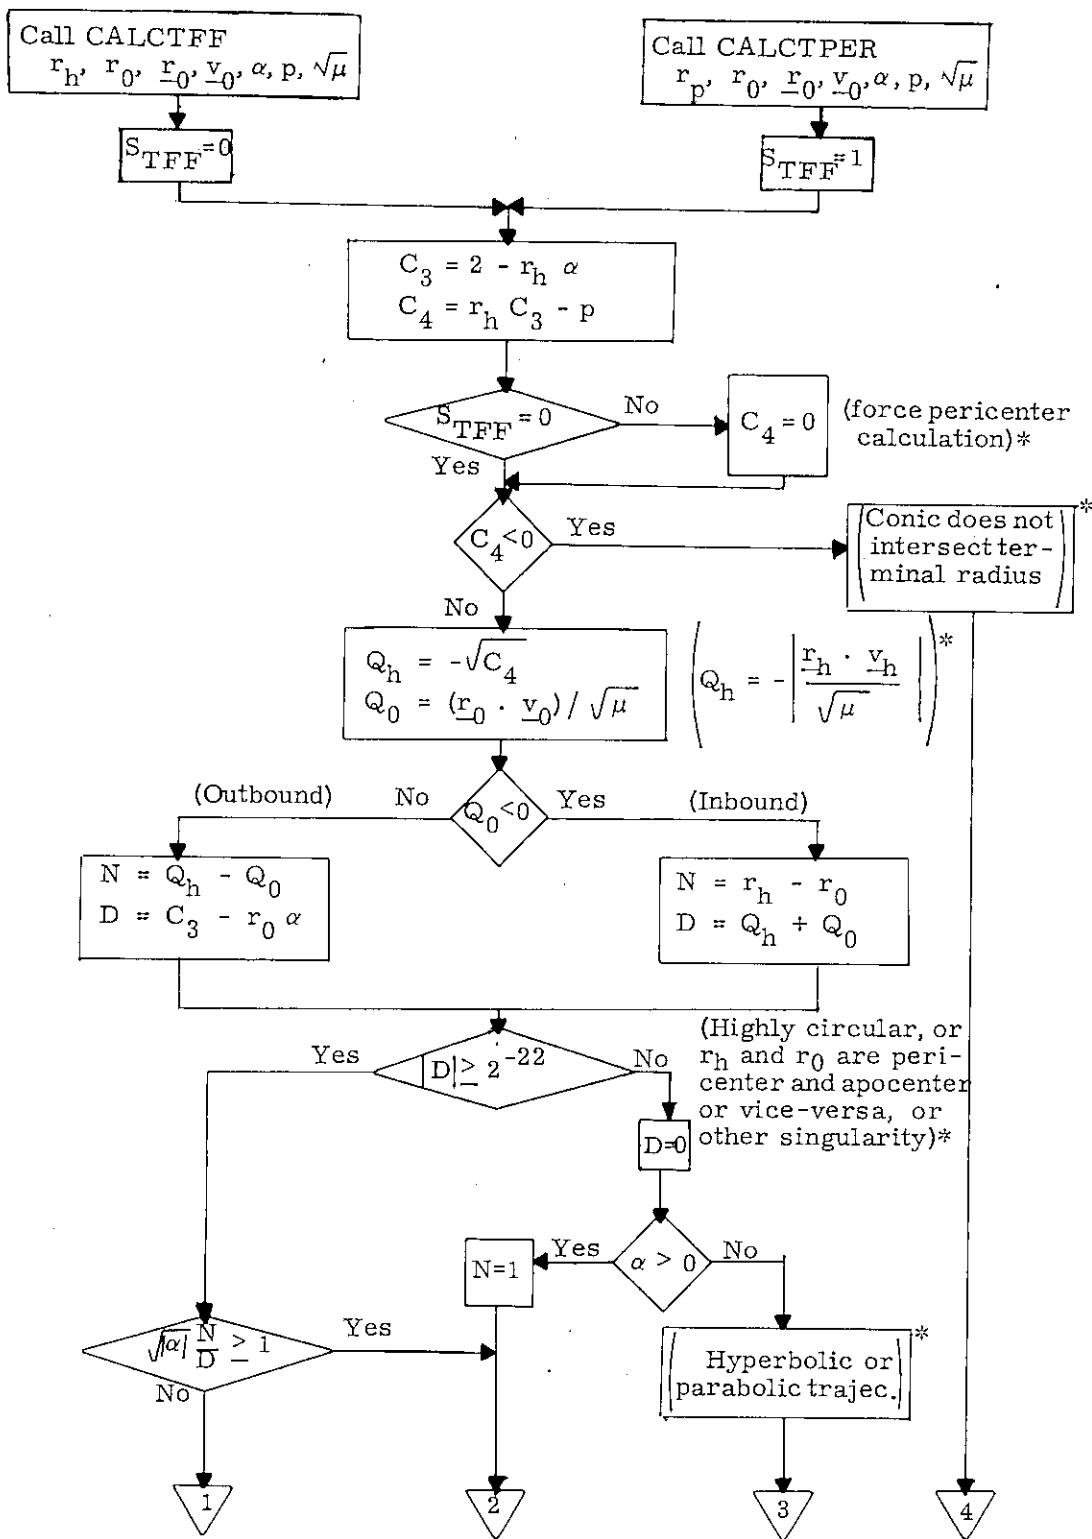 Call CALCTFF
r_h, r_0, r_0, v_0, α, p, √μ
Call CALCTPER
r_p, r_0, r_0, v_0, α, p, √μ
S_TFF = 0
S_TFF = 1
C_3 = 2 - r_h α
C_4 = r_h C_3 - p
S_TFF = 0
No
Yes
C_4 = 0
(force pericenter
calculation)*
C_4 < 0
Yes
No
(Conic does not
intersect ter-
minal radius)
*
Q_h = -√C_4
Q_0 = (r_0 · v_0) / √μ
(Q_h = -| r_h · v_h / √μ |)*
(Outbound)
No
Q_0 < 0
Yes
(Inbound)
N = Q_h - Q_0
D = C_3 - r_0 α
N = r_h - r_0
D = Q_h + Q_0
Yes
|D| ≥ 2^-22
No
(Highly circular, or
r_h and r_0 are peri-
center and apocenter
or vice-versa, or
other singularity)*
D=0
N=1
Yes
α > 0
No
√|α| N/D ≥ 1
Yes
No
(Hyperbolic or
parabolic trajec.)
*
1
2
3
4